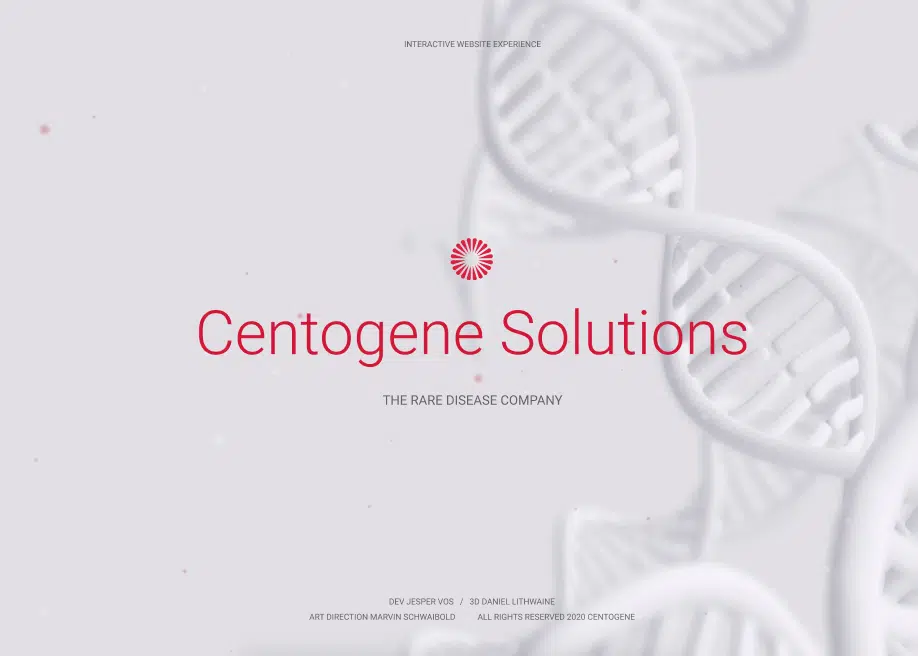 INTERACTIVE WEBSITE EXPERIENCE
Centogene Solutions
THE RARE DISEASE COMPANY
DEV JESPER VOS / 3D DANIEL LITHWAINE
ART DIRECTION MARVIN SCHWAIBOLD ALL RIGHTS RESERVED 2020 CENTOGENE